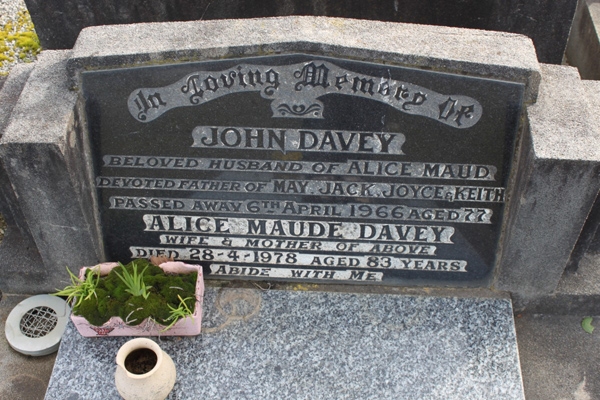 In Loving Memory Of
JOHN DAVEY
BELOVED HUSBAND OF ALICE MAUD
DEVOTED FATHER OF MAY, JACK, JOYCE, KEITH
PASSED AWAY 6TH APRIL 1966 AGED 77
ALICE MAUDE DAVEY
WIFE & MOTHER OF ABOVE
DIED 28-4-1978 AGED 83 YEARS
ABIDE WITH ME